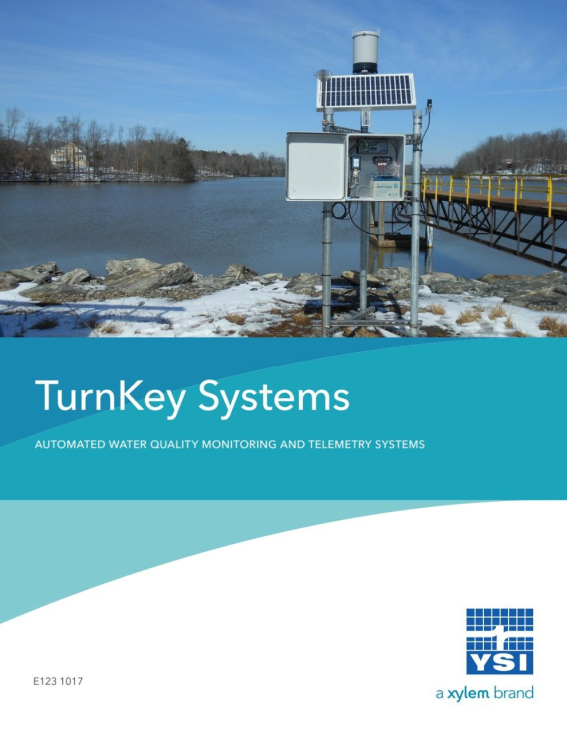 TurnKey Systems
AUTOMATED WATER QUALITY MONITORING AND TELEMETRY SYSTEMS
YSI
E123 1017
a xylem brand